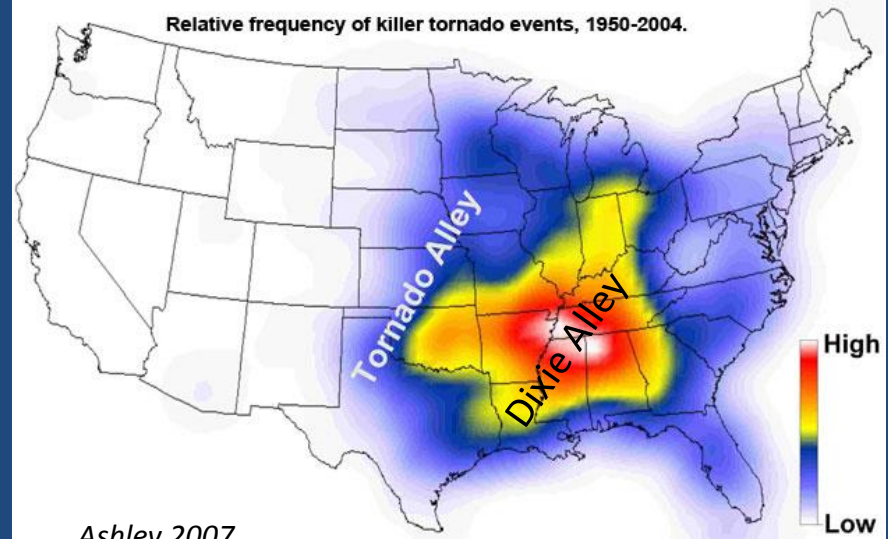 Relative frequency of killer tornado events, 1950-2004.
Tornado Alley
Dixie Alley
High
Low
Ashley 2007